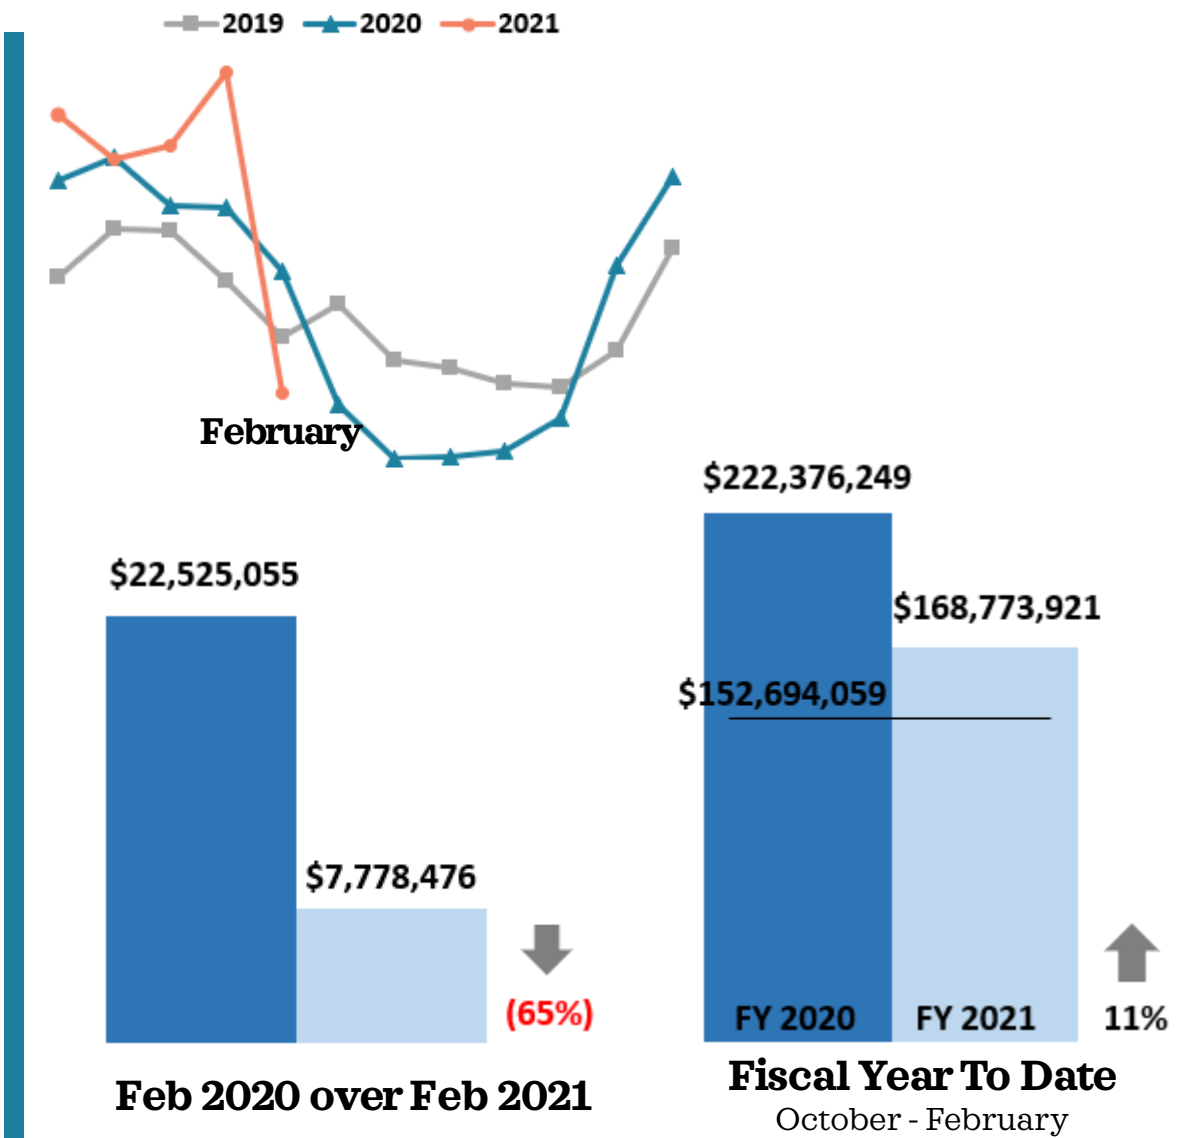 2019 2020 2021
February
$22,525,055
$7,778,476
(65%)
Feb 2020 over Feb 2021
$222,376,249
$168,773,921
$152,694,059
FY 2020 FY 2021
11%
Fiscal Year To Date
October - February